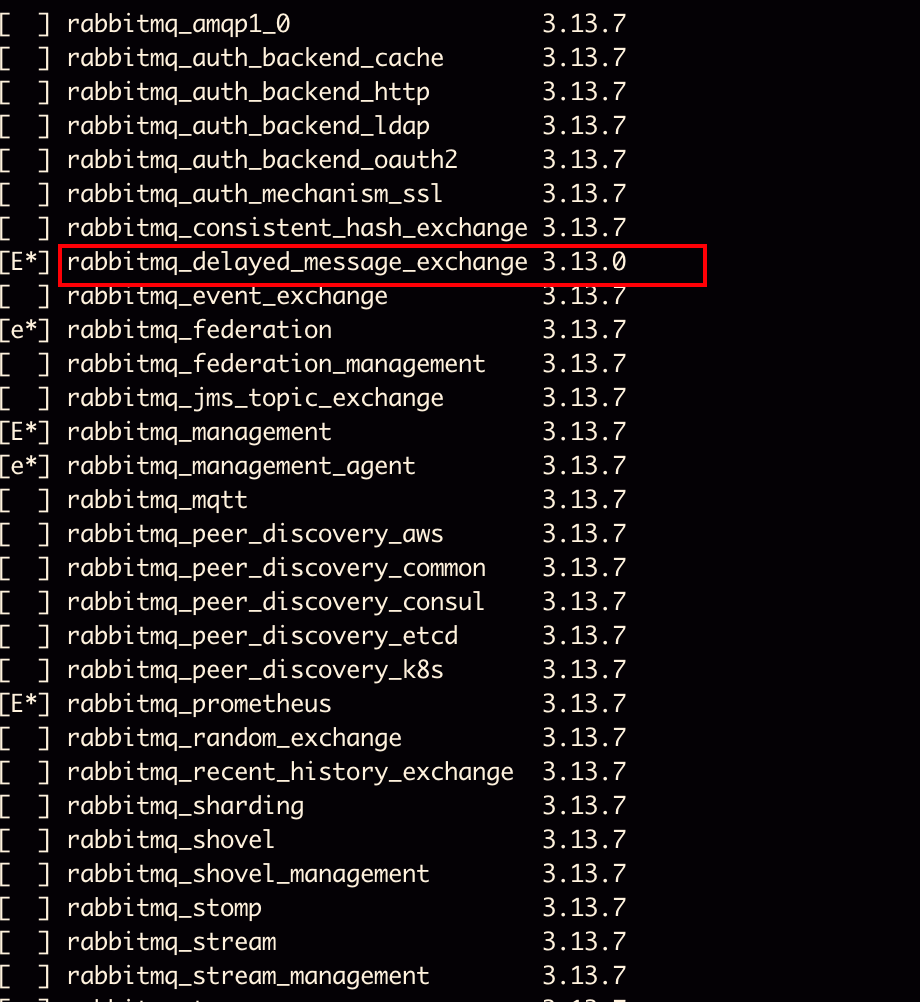 [  ] rabbitmq_amqp1_0                  3.13.7
[  ] rabbitmq_auth_backend_cache       3.13.7
[  ] rabbitmq_auth_backend_http        3.13.7
[  ] rabbitmq_auth_backend_ldap        3.13.7
[  ] rabbitmq_auth_backend_oauth2      3.13.7
[  ] rabbitmq_auth_mechanism_ssl       3.13.7
[  ] rabbitmq_consistent_hash_exchange 3.13.7
[E*] rabbitmq_delayed_message_exchange 3.13.0
[  ] rabbitmq_event_exchange           3.13.7
[e*] rabbitmq_federation               3.13.7
[  ] rabbitmq_federation_management    3.13.7
[  ] rabbitmq_jms_topic_exchange       3.13.7
[E*] rabbitmq_management               3.13.7
[e*] rabbitmq_management_agent         3.13.7
[  ] rabbitmq_mqtt                     3.13.7
[  ] rabbitmq_peer_discovery_aws       3.13.7
[  ] rabbitmq_peer_discovery_common    3.13.7
[  ] rabbitmq_peer_discovery_consul    3.13.7
[  ] rabbitmq_peer_discovery_etcd      3.13.7
[  ] rabbitmq_peer_discovery_k8s       3.13.7
[E*] rabbitmq_prometheus               3.13.7
[  ] rabbitmq_random_exchange          3.13.7
[  ] rabbitmq_recent_history_exchange  3.13.7
[  ] rabbitmq_sharding                 3.13.7
[  ] rabbitmq_shovel                   3.13.7
[  ] rabbitmq_shovel_management        3.13.7
[  ] rabbitmq_stomp                    3.13.7
[  ] rabbitmq_stream                   3.13.7
[  ] rabbitmq_stream_management        3.13.7